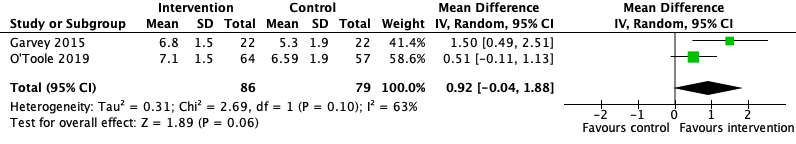 Intervention Control Mean Difference Mean Difference
Study or Subgroup Mean SD Total Mean SD Total Weight IV, Random, 95% CI IV, Random, 95% CI
Garvey 2015 6.8 1.5 22 5.3 1.9 22 41.4% 1.50 [0.49, 2.51]
O'Toole 2019 7.1 1.5 64 6.59 1.9 57 58.6% 0.51 [-0.11, 1.13]
Total (95% CI) 86 79 100.0% 0.92 [-0.04, 1.88]
Heterogeneity: Tau² = 0.31; Chi² = 2.69, df = 1 (P = 0.10); I² = 63%
Test for overall effect: Z = 1.89 (P = 0.06)
-2 -1 0 1 2
Favours control Favours intervention